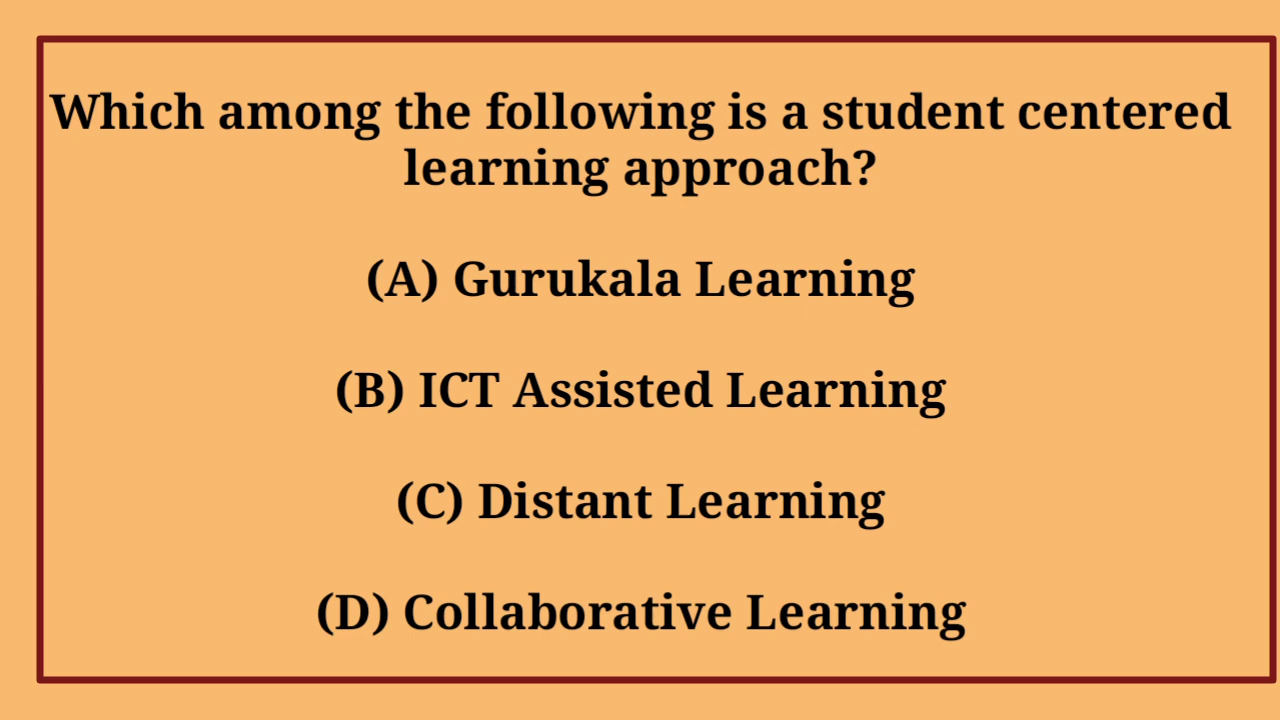 Which among the following is a student centered
learning approach?
(A) Gurukala Learning
(B) ICT Assisted Learning
(C) Distant Learning
(D) Collaborative Learning